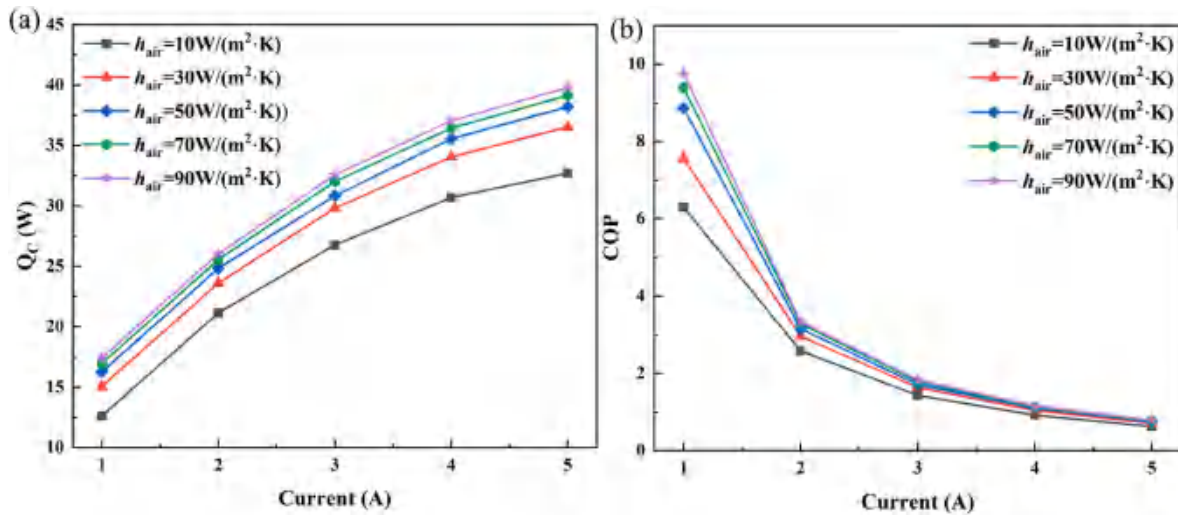 (a)
45
40
35
30
25
20
15
10
Q_C (W)
h_air=10W/(m²·K)
h_air=30W/(m²·K)
h_air=50W/(m²·K))
h_air=70W/(m²·K)
h_air=90W/(m²·K)
1 2 3 4 5
Current (A)
(b)
10
8
6
4
2
0
COP
h_air=10W/(m²·K)
h_air=30W/(m²·K)
h_air=50W/(m²·K)
h_air=70W/(m²·K)
h_air=90W/(m²·K)
1 2 3 4 5
Current (A)